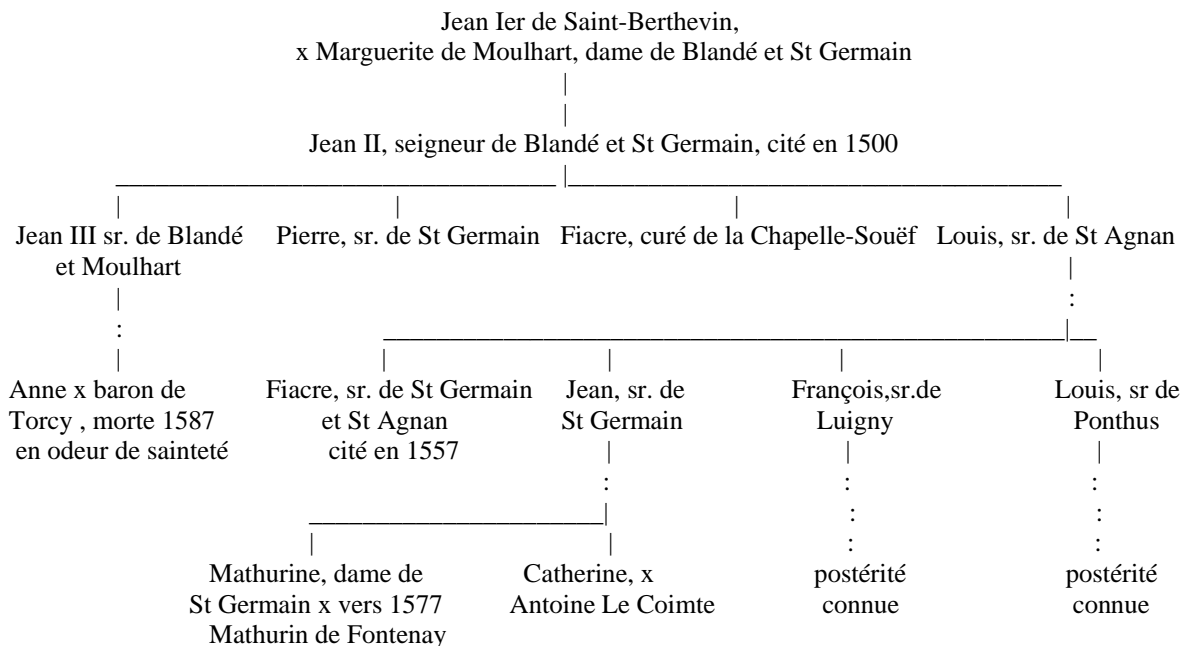 Jean Ier de Saint-Berthevin,
x Marguerite de Moulhart, dame de Blandé et St Germain
Jean II, seigneur de Blandé et St Germain, cité en 1500
Jean III sr. de Blandé
et Moulhart
Pierre, sr. de St Germain
Fiacre, curé de la Chapelle-Souëf
Louis, sr. de St Agnan
Anne x baron de
Torcy , morte 1587
en odeur de sainteté
Fiacre, sr. de St Germain
et St Agnan
cité en 1557
Jean, sr. de
St Germain
François,sr.de
Luigny
Louis, sr de
Ponthus
Mathurine, dame de
St Germain x vers 1577
Mathurin de Fontenay
Catherine, x
Antoine Le Coimte
postérité
connue
postérité
connue